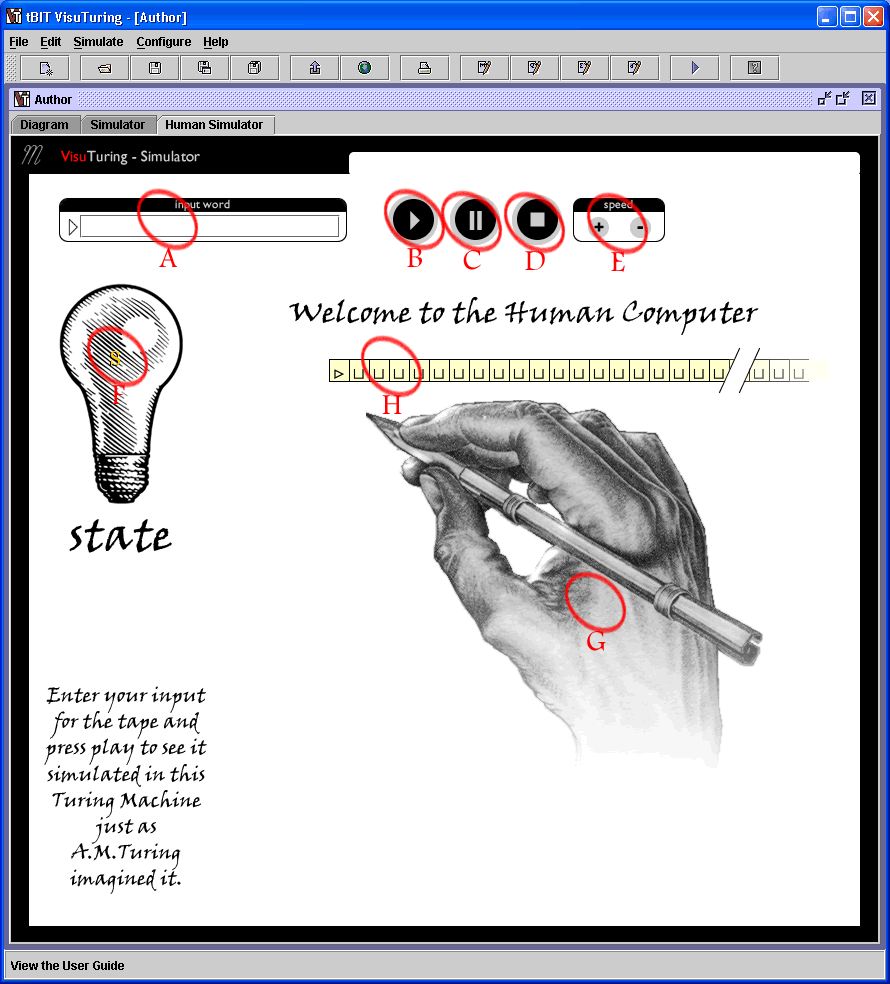 tBIT VisuTuring - [Author]
File Edit Simulate Configure Help
Author
Diagram Simulator Human Simulator
VisuTuring - Simulator
input word
speed
+ -
A B C D E
Welcome to the Human Computer
S
F
H
state
G
Enter your input
for the tape and
press play to see it
simulated in this
Turing Machine
just as
A.M.Turing
imagined it.
View the User Guide